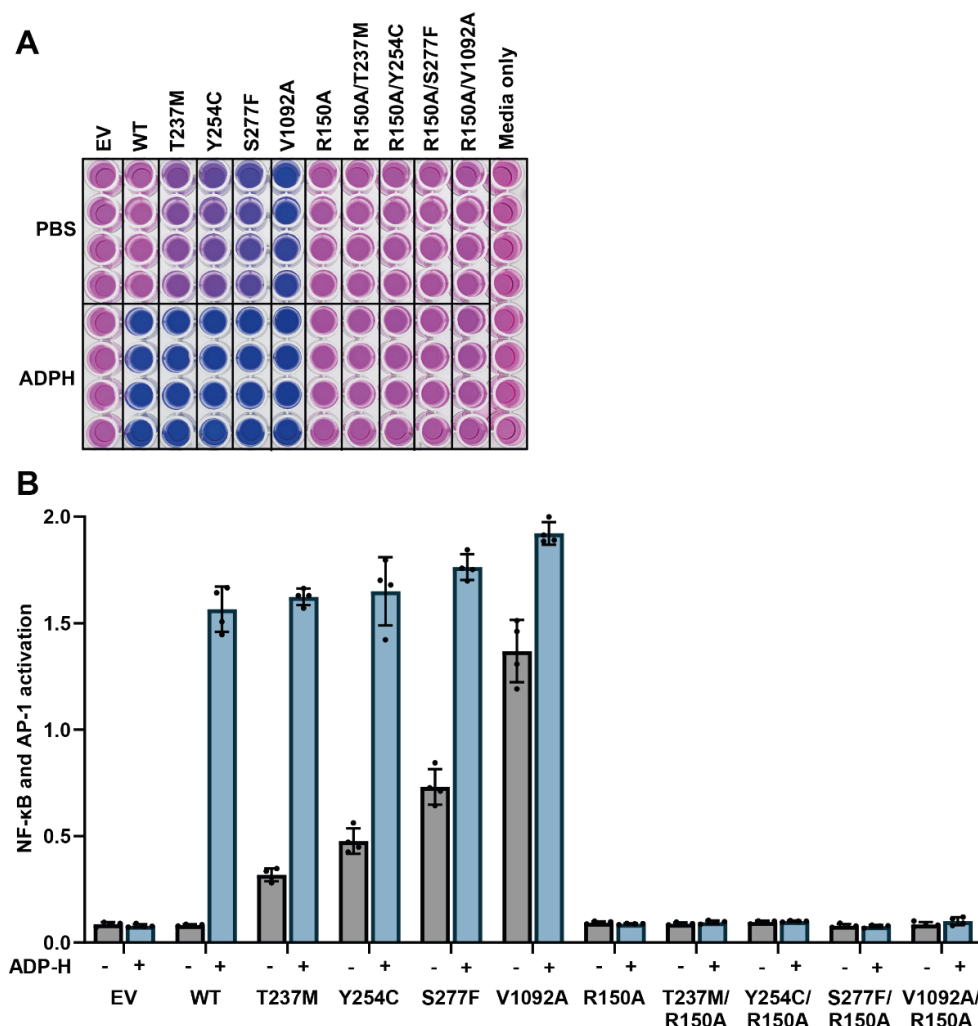 A
EV
WT
T237M
Y254C
S277F
V1092A
R150A
R150A/T237M
R150A/Y254C
R150A/S277F
R150A/V1092A
Media only
PBS
ADPH
B
NF-κB and AP-1 activation
2.0
1.5
1.0
0.5
0.0
ADP-H - + - + - + - + - + - + - + - + - + - + - +
EV WT T237M Y254C S277F V1092A R150A T237M/ Y254C/ S277F/ V1092A/
R150A R150A R150A R150A